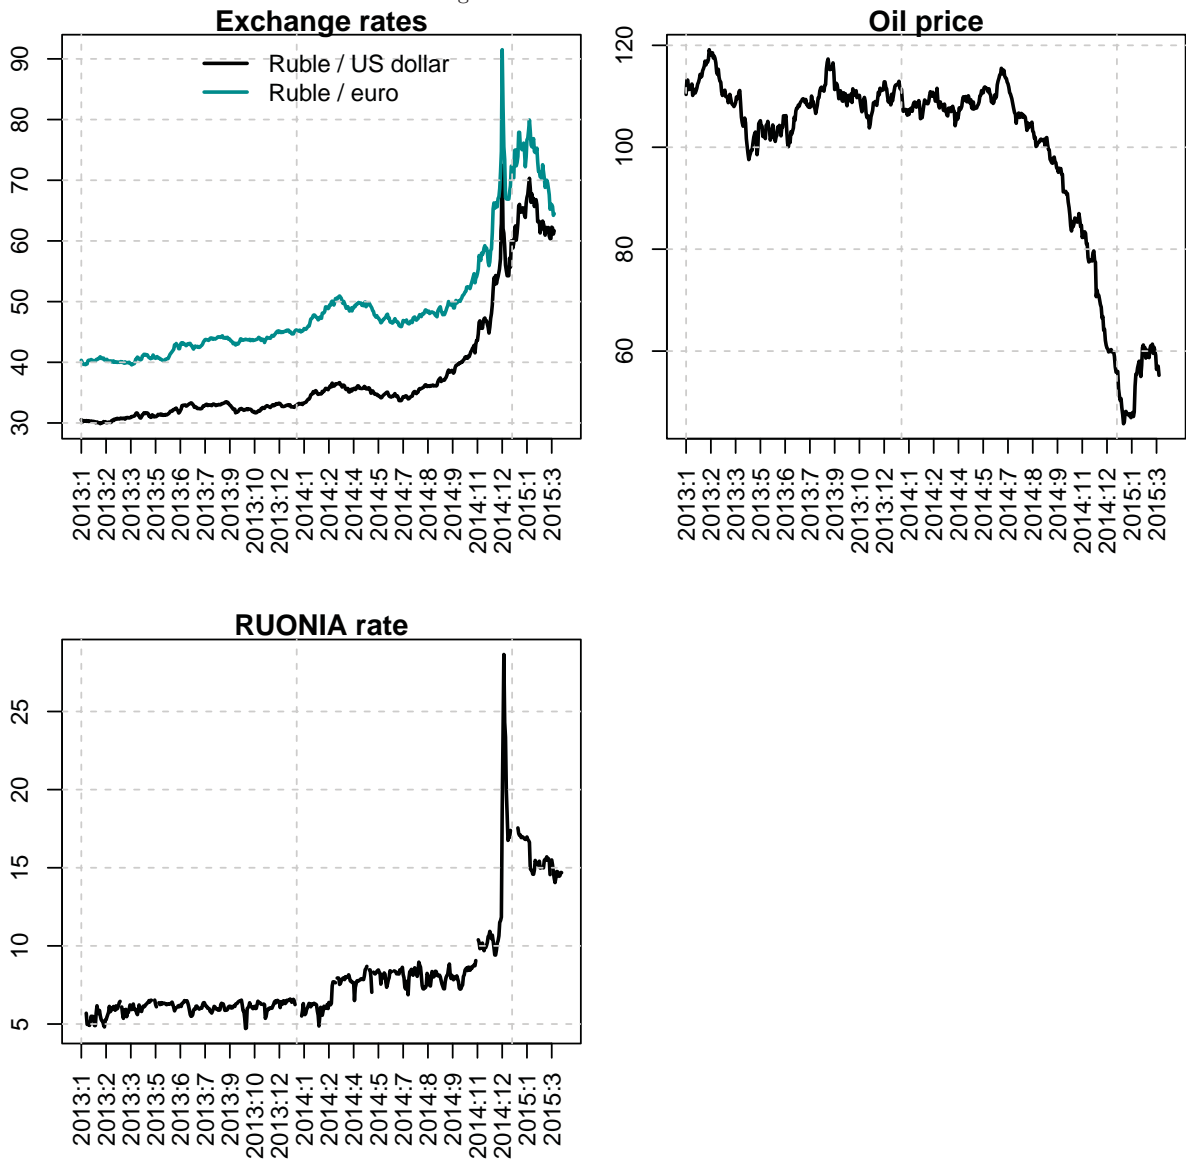 Exchange rates
Ruble / US dollar
Ruble / euro
30 40 50 60 70 80 90
2013:1 2013:2 2013:3 2013:5 2013:6 2013:7 2013:9 2013:10 2013:12 2014:1 2014:2 2014:4 2014:5 2014:7 2014:8 2014:9 2014:11 2014:12 2015:1 2015:3
Oil price
60 80 100 120
2013:1 2013:2 2013:3 2013:5 2013:6 2013:7 2013:9 2013:10 2013:12 2014:1 2014:2 2014:4 2014:5 2014:7 2014:8 2014:9 2014:11 2014:12 2015:1 2015:3
RUONIA rate
5 10 15 20 25
2013:1 2013:2 2013:3 2013:5 2013:6 2013:7 2013:9 2013:10 2013:12 2014:1 2014:2 2014:4 2014:5 2014:7 2014:8 2014:9 2014:11 2014:12 2015:1 2015:3